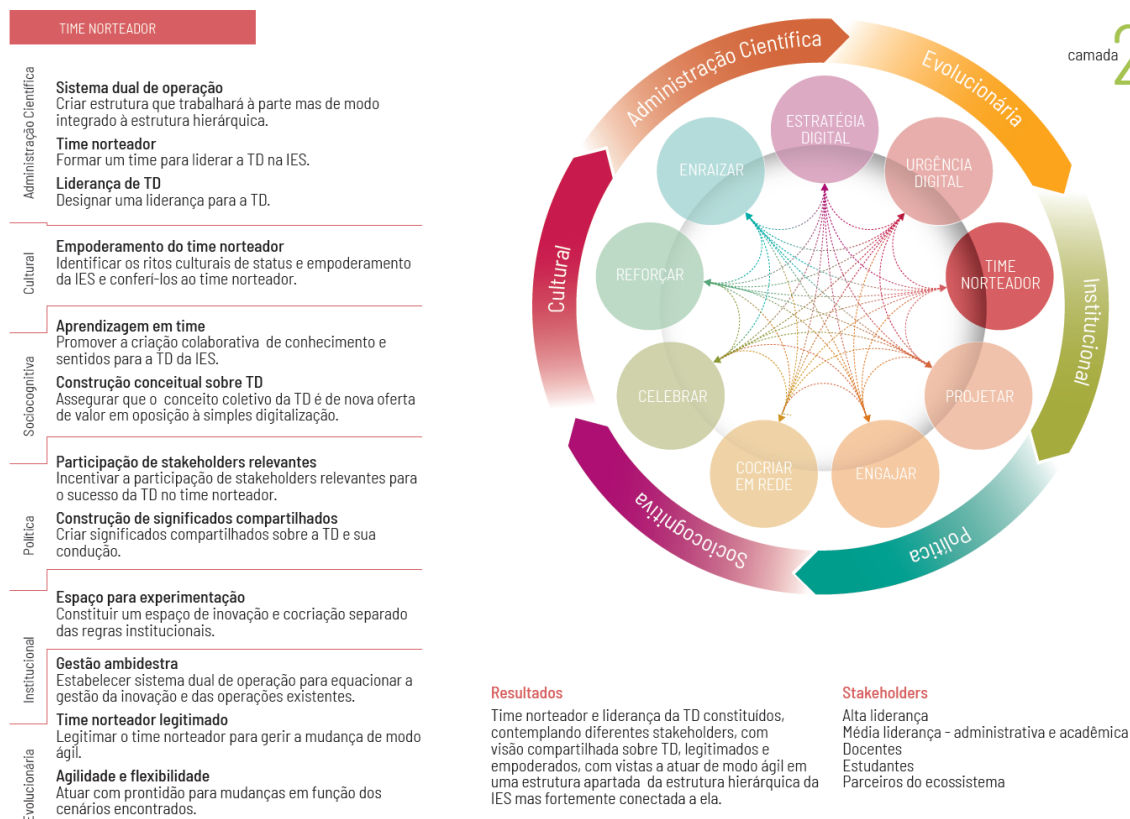 TIME NORTEADOR
Administração Científica
Sistema dual de operação
Criar estrutura que trabalhará à parte mas de modo
integrado à estrutura hierárquica.
Time norteador
Formar um time para liderar a TD na IES.
Liderança de TD
Designar uma liderança para a TD.
Cultural
Empoderamento do time norteador
Identificar os ritos culturais de status e empoderamento
da IES e conferí-los ao time norteador.
Sociocognitiva
Aprendizagem em time
Promover a criação colaborativa de conhecimento e
sentidos para a TD da IES.
Construção conceitual sobre TD
Assegurar que o conceito coletivo da TD é de nova oferta
de valor em oposição à simples digitalização.
Política
Participação de stakeholders relevantes
Incentivar a participação de stakeholders relevantes para
o sucesso da TD no time norteador.
Construção de significados compartilhados
Criar significados compartilhados sobre a TD e sua
condução.
Institucional
Espaço para experimentação
Constituir um espaço de inovação e cocriação separado
das regras institucionais.
Gestão ambidestra
Estabelecer sistema dual de operação para equacionar a
gestão da inovação e das operações existentes.
Time norteador legitimado
Legitimar o time norteador para gerir a mudança de modo
ágil.
Evolucionária
Agilidade e flexibilidade
Atuar com prontidão para mudanças em função dos
cenários encontrados.
camada 2
Administração Científica
Evolucionária
Institucional
Política
Sociocognitiva
Cultural
ESTRATÉGIA
DIGITAL
URGÊNCIA
DIGITAL
TIME
NORTEADOR
PROJETAR
ENGAJAR
COCRIAR
EM REDE
CELEBRAR
REFORÇAR
ENRAIZAR
Resultados
Time norteador e liderança da TD constituídos,
contemplando diferentes stakeholders, com
visão compartilhada sobre TD, legitimados e
empoderados, com vistas a atuar de modo ágil em
uma estrutura apartada da estrutura hierárquica da
IES mas fortemente conectada a ela.
Stakeholders
Alta liderança
Média liderança - administrativa e acadêmica
Docentes
Estudantes
Parceiros do ecossistema